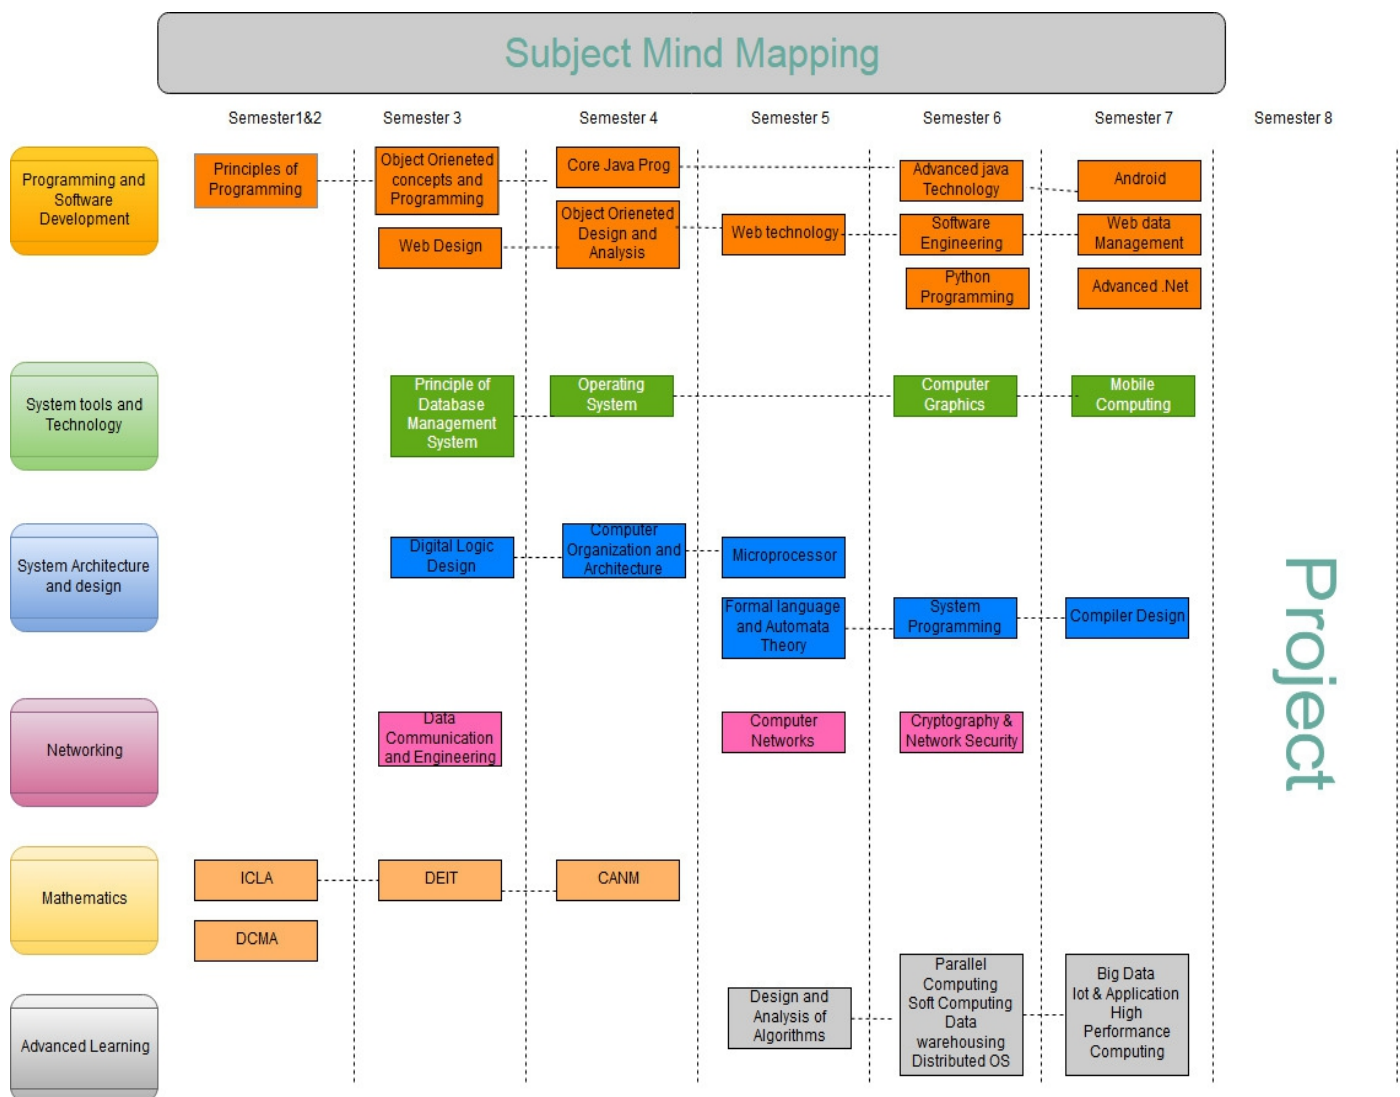 Subject Mind Mapping
Semester1&2
Semester 3
Semester 4
Semester 5
Semester 6
Semester 7
Semester 8
Programming and
Software
Development
Principles of
Programming
Object Orieneted
concepts and
Programming
Web Design
Core Java Prog
Object Orieneted
Design and
Analysis
Web technology
Advanced java
Technology
Software
Engineering
Python
Programming
Android
Web data
Management
Advanced .Net
System tools and
Technology
Principle of
Database
Management
System
Operating
System
Computer
Graphics
Mobile
Computing
System Architecture
and design
Digital Logic
Design
Computer
Organization and
Architecture
Microprocessor
Formal language
and Automata
Theory
System
Programming
Compiler Design
Networking
Data
Communication
and Engineering
Computer
Networks
Cryptography &
Network Security
Mathematics
ICLA
DEIT
CANM
DCMA
Advanced Learning
Design and
Analysis of
Algorithms
Parallel
Computing
Soft Computing
Data
warehousing
Distributed OS
Big Data
Iot & Application
High
Performance
Computing
Project